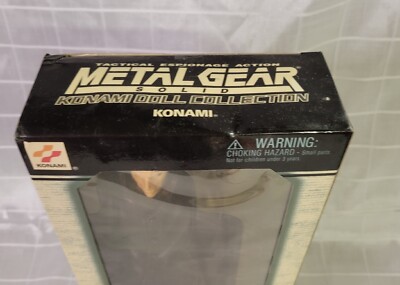 TACTICAL ESPIONAGE ACTION
METAL GEAR
SOLID
KONAMI DOLL COLLECTION
KONAMI
KONAMI
WARNING:
CHOKING HAZARD - Small parts
Not for children under 3 years